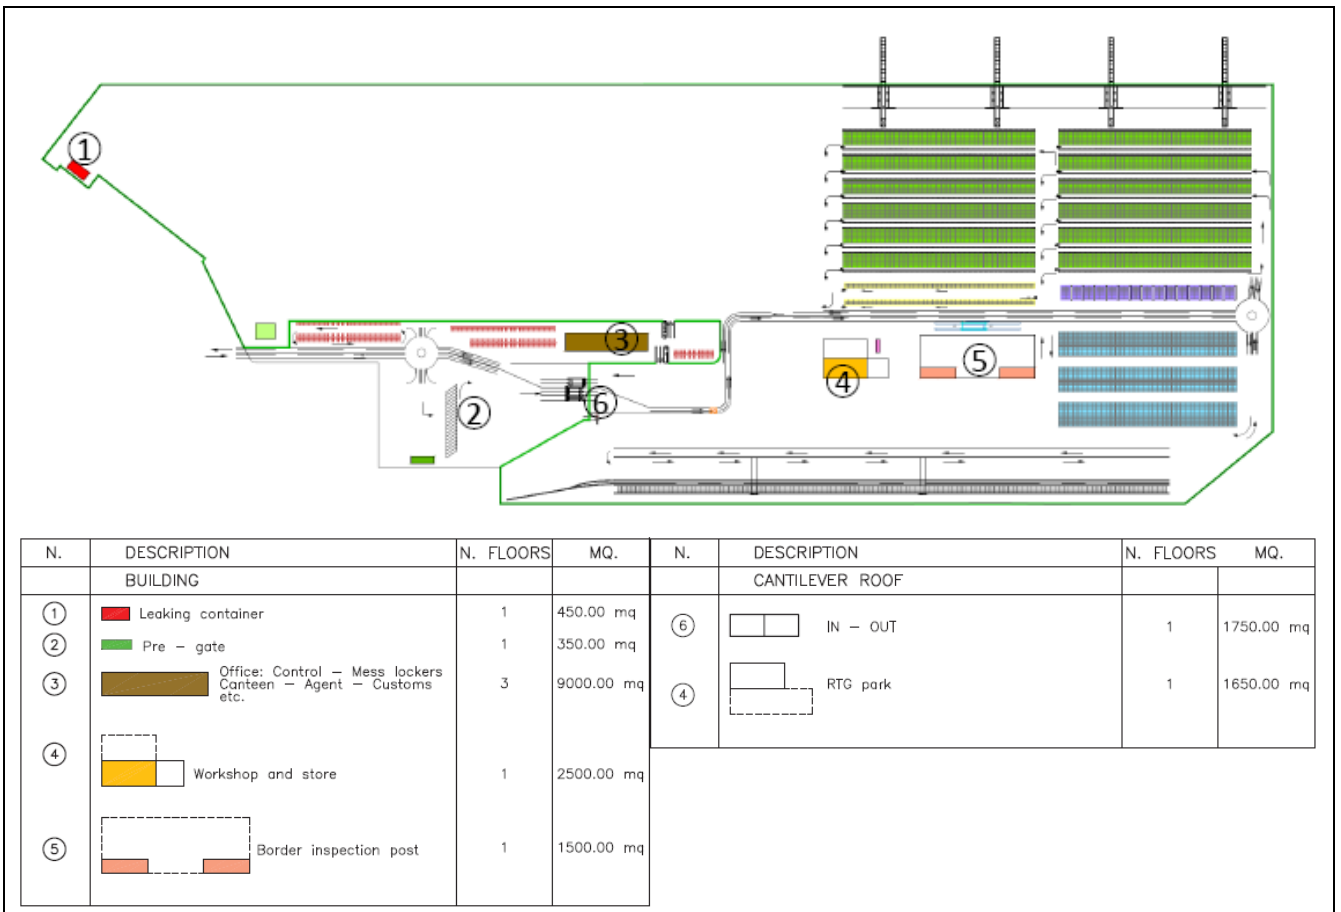 1
2
3
4
5
6
N. DESCRIPTION N. FLOORS MQ. N. DESCRIPTION N. FLOORS MQ.
BUILDING CANTILEVER ROOF
1 Leaking container 1 450.00 mq
2 Pre – gate 1 350.00 mq
3 Office: Control – Mess lockers
Canteen – Agent – Customs
etc.
3 9000.00 mq
4 Workshop and store 1 2500.00 mq
5 Border inspection post 1 1500.00 mq
6 IN – OUT 1 1750.00 mq
4 RTG park 1 1650.00 mq